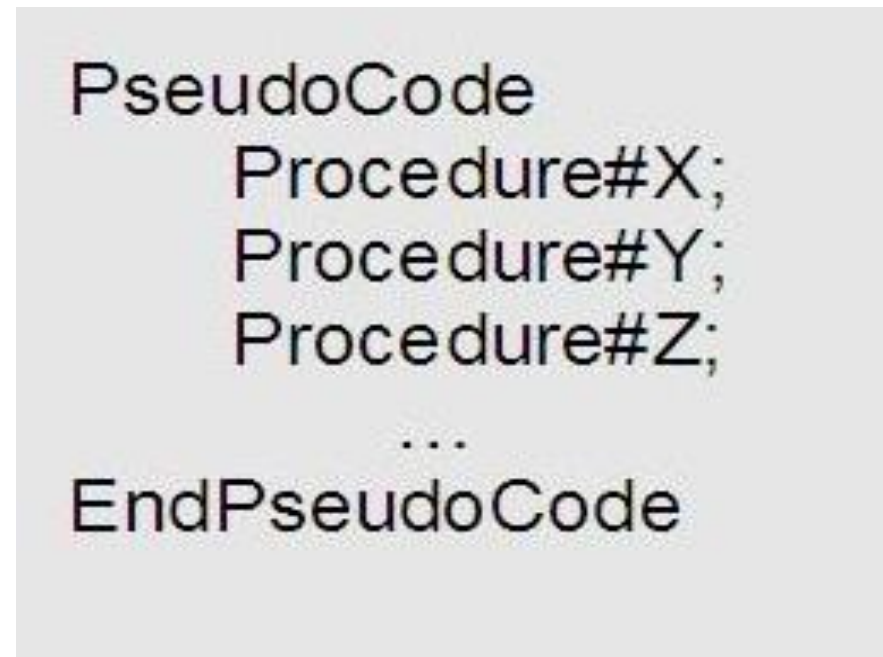 PseudoCode
Procedure#X;
Procedure#Y;
Procedure#Z;
...
EndPseudoCode